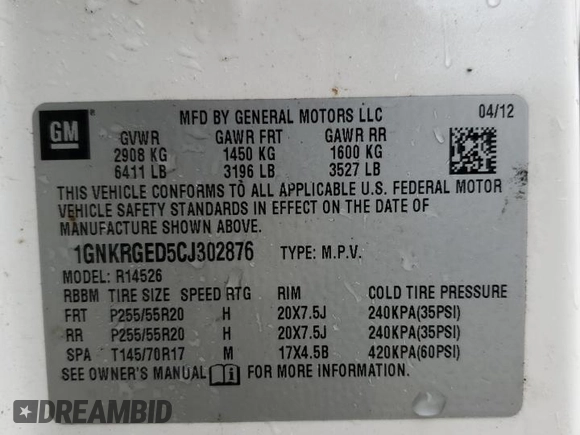 GM
MFD BY GENERAL MOTORS LLC 04/12
GVWR GAWR FRT GAWR RR
2908 KG 1450 KG 1600 KG
6411 LB 3196 LB 3527 LB
THIS VEHICLE CONFORMS TO ALL APPLICABLE U.S. FEDERAL MOTOR
VEHICLE SAFETY STANDARDS IN EFFECT ON THE DATE OF
MANUFACTURE SHOWN ABOVE.
1GNKRGED5CJ302876 TYPE: M.P.V.
MODEL: R14526
RBBM TIRE SIZE SPEED RTG RIM COLD TIRE PRESSURE
FRT P255/55R20 H 20X7.5J 240KPA(35PSI)
RR P255/55R20 H 20X7.5J 240KPA(35PSI)
SPA T145/70R17 M 17X4.5B 420KPA(60PSI)
SEE OWNER'S MANUAL FOR MORE INFORMATION.
DREAMBID